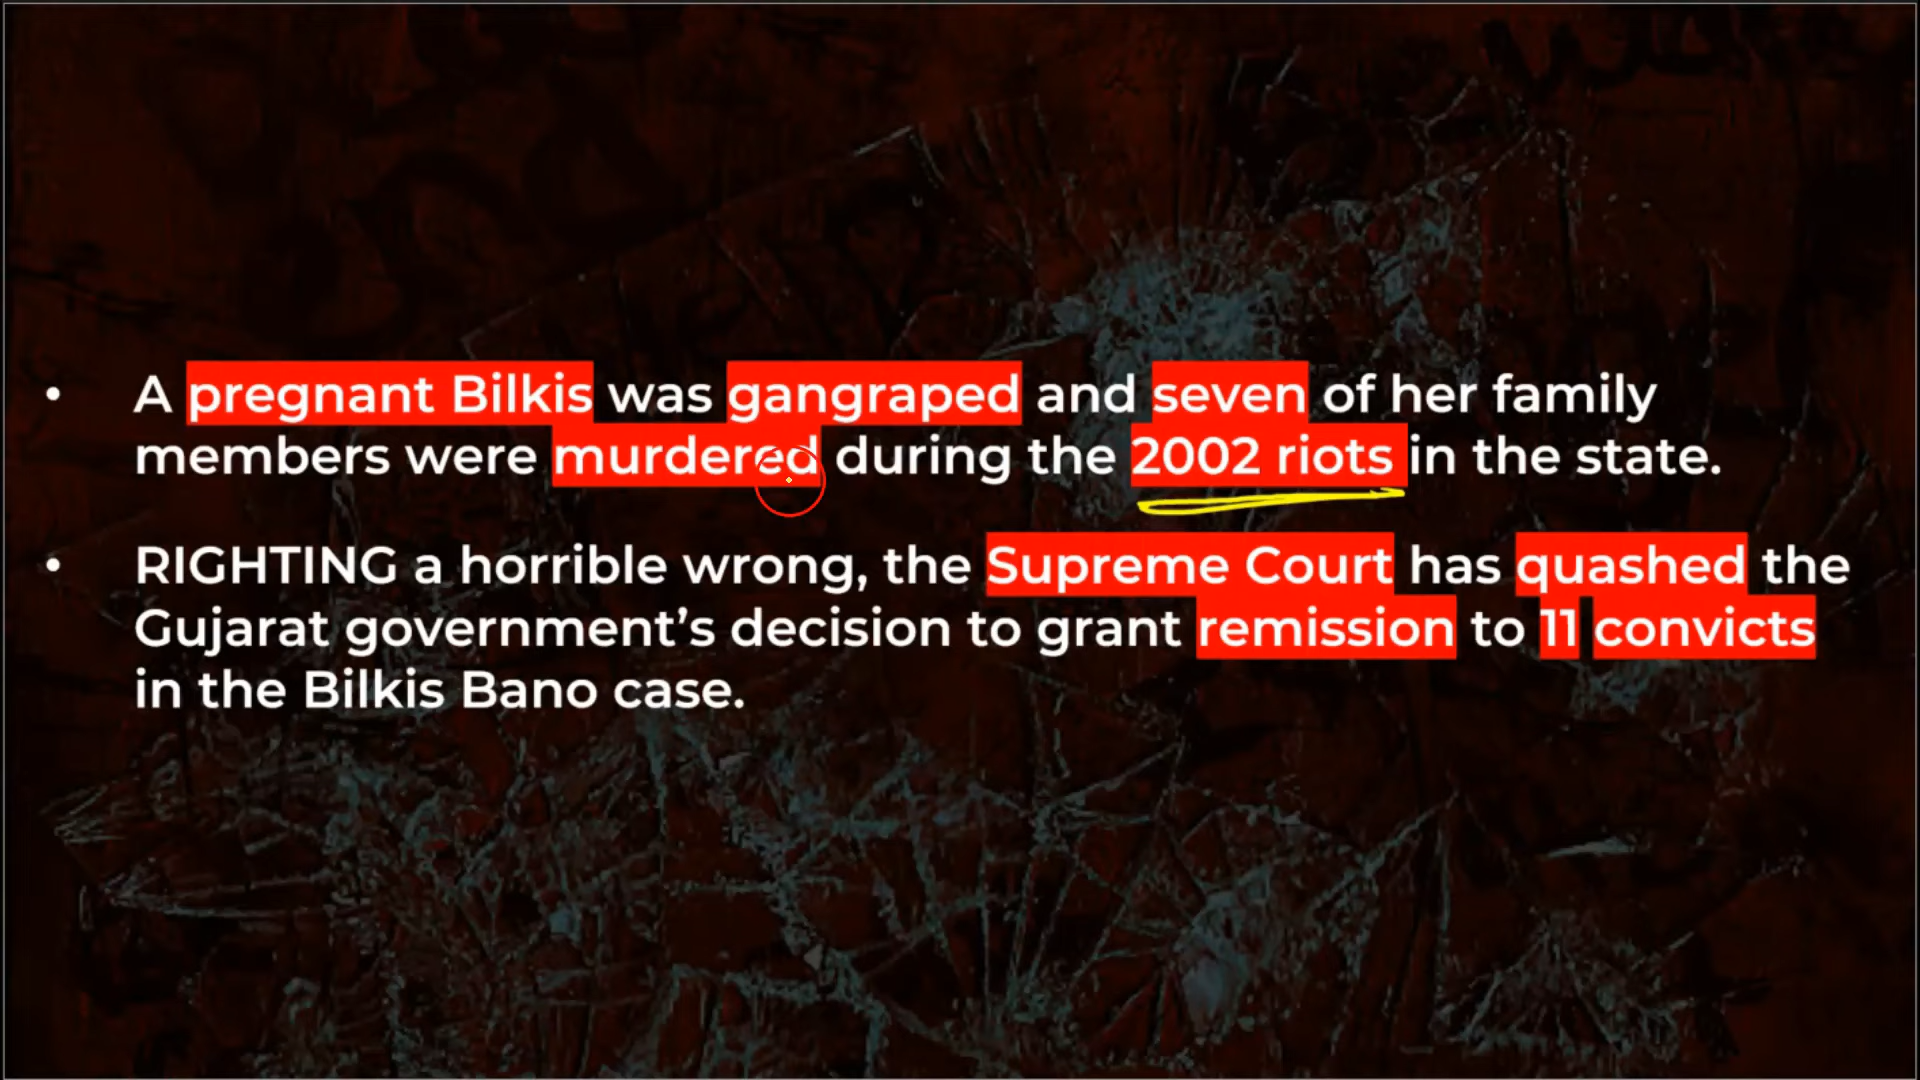 • A pregnant Bilkis was gangraped and seven of her family
members were murdered during the 2002 riots in the state.
• RIGHTING a horrible wrong, the Supreme Court has quashed the
Gujarat government’s decision to grant remission to 11 convicts
in the Bilkis Bano case.